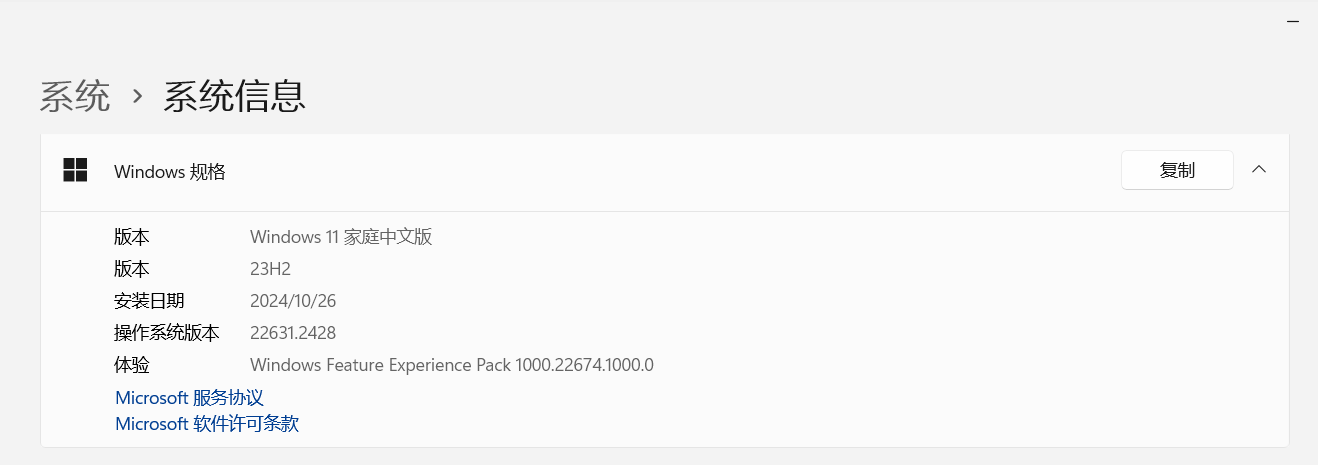 系统 › 系统信息
Windows 规格 复制
版本 Windows 11 家庭中文版
版本 23H2
安装日期 2024/10/26
操作系统版本 22631.2428
体验 Windows Feature Experience Pack 1000.22674.1000.0
Microsoft 服务协议
Microsoft 软件许可条款